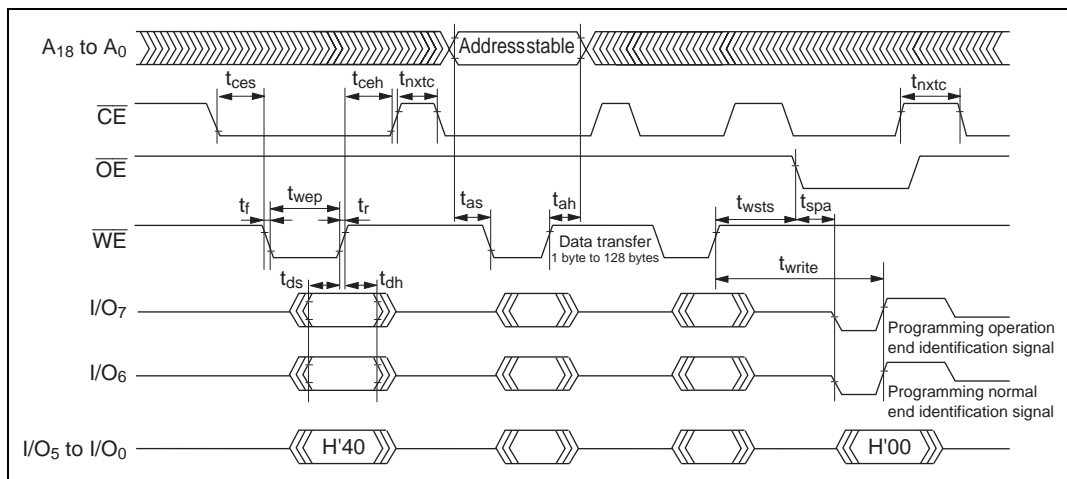 A18 to A0
Address stable
tces
tceh
tnxtc
tnxtc
CE
OE
twep
tf
tr
tas
tah
twsts
tspa
WE
Data transfer
1 byte to 128 bytes
twrite
tds
tdh
I/O7
Programming operation
end identification signal
I/O6
Programming normal
end identification signal
I/O5 to I/O0
H'40
H'00